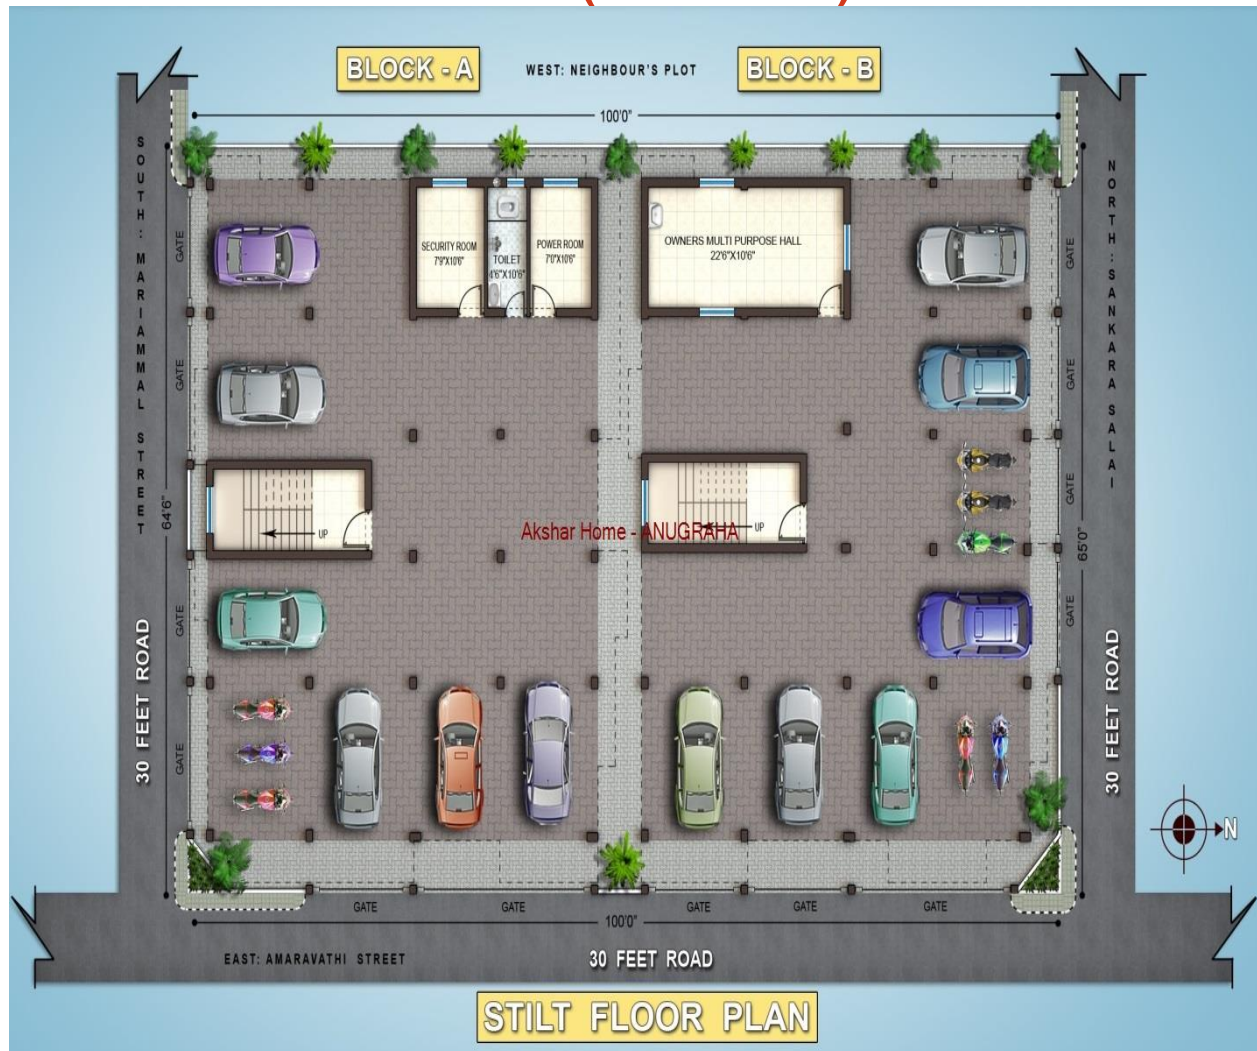 BLOCK - A
WEST: NEIGHBOUR'S PLOT
BLOCK - B
100'0"
SOUTH: MARIAMMAL STREET
NORTH: SANKARA SALAI
GATE
GATE
GATE
GATE
64'6"
30 FEET ROAD
SECURITY ROOM
7'9"X10'6"
TOILET
4'6"X10'6"
POWER ROOM
7'0"X10'6"
OWNERS MULTI PURPOSE HALL
22'6"X10'6"
UP
UP
Akshar Home - ANUGRAHA
GATE
GATE
GATE
GATE
65'0"
30 FEET ROAD
N
GATE
GATE
GATE
GATE
GATE
100'0"
EAST: AMARAVATHI STREET
30 FEET ROAD
STILT FLOOR PLAN